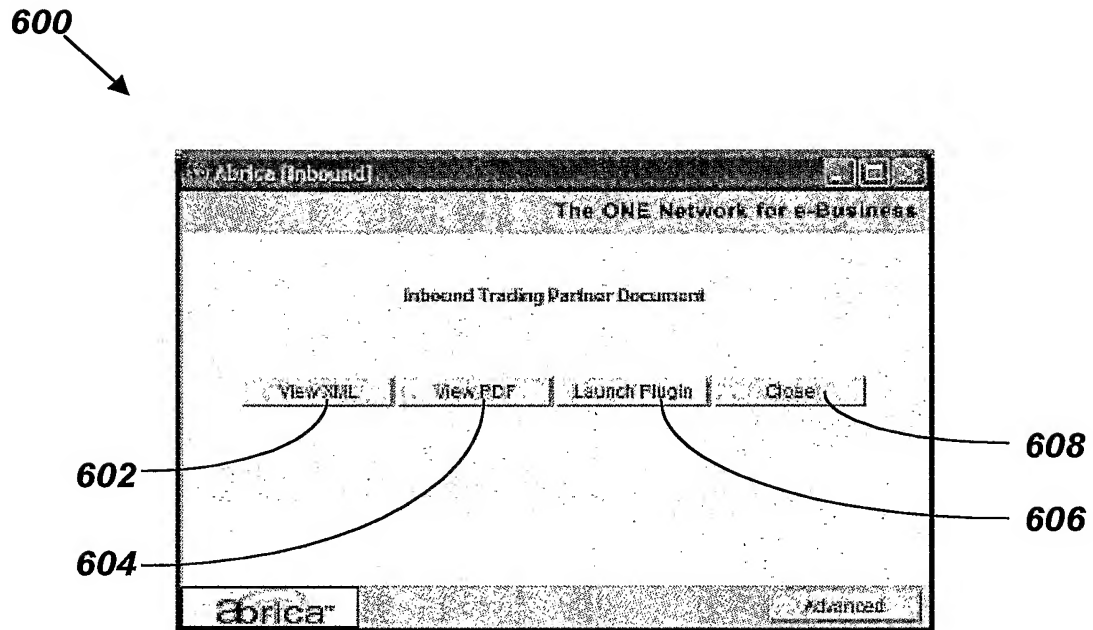 600
Abrica [Inbound]
The ONE Network for e-Business
Inbound Trading Partner Document
View XML View PDF Launch Plugin Close
602 608
606
604
abrica™ Advanced